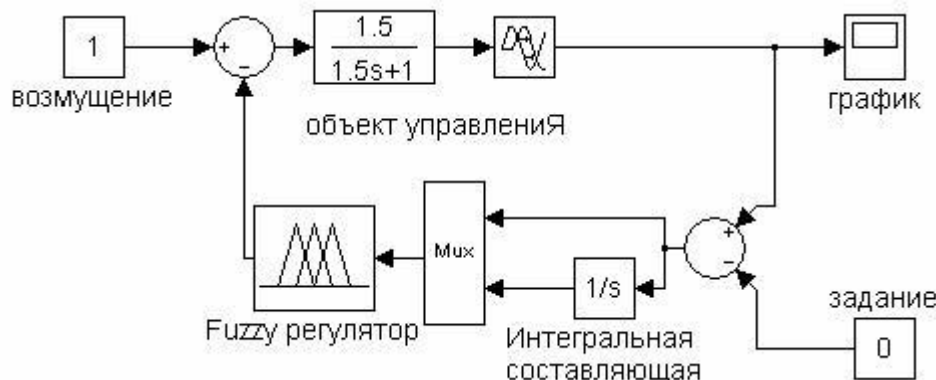 1
возмущение
1.5
1.5s+1
объект управлениЯ
график
Mux
1/s
Fuzzy регулятор
Интегральная
составляющая
задание
0
+
−
+
−